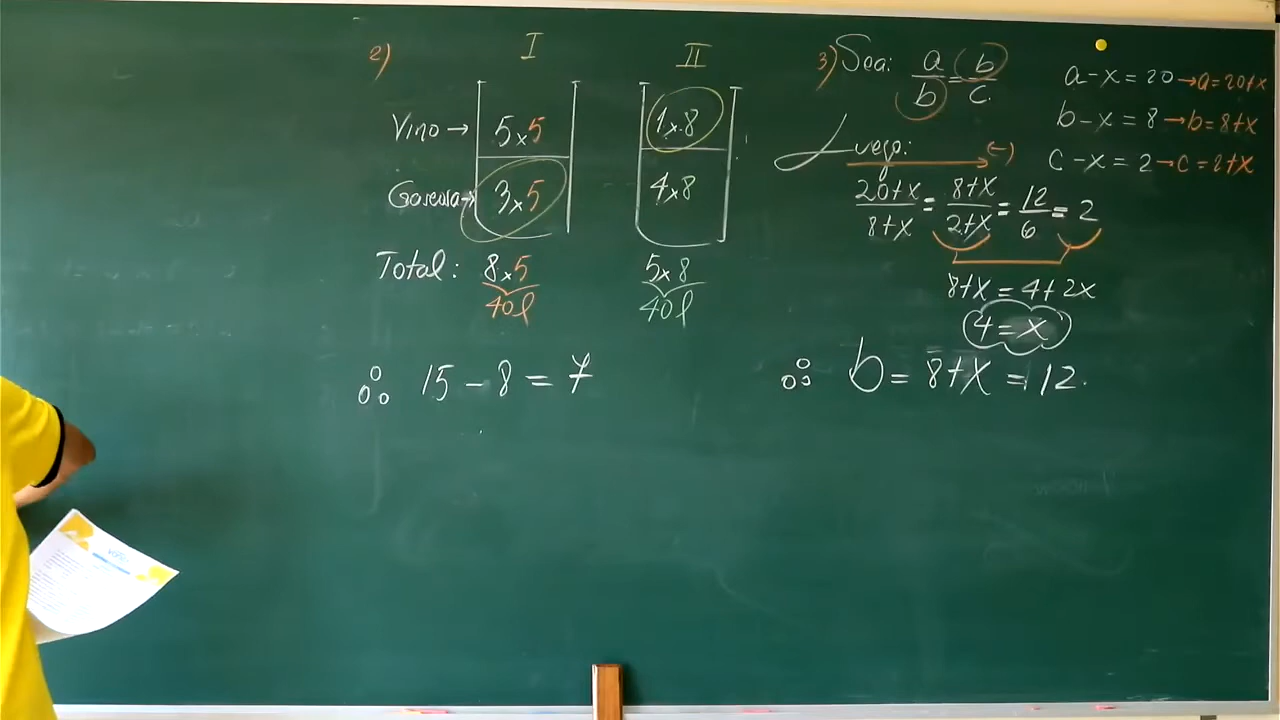 2)
I II
Vino → 5x5 1x8
Gaseosa → 3x5 4x8
Total: 8x5 5x8
40l 40l
∴ 15 - 8 = 7
3) Sea: a/b = b/c
a - x = 20 → a = 20 + x
b - x = 8 → b = 8 + x
c - x = 2 → c = 2 + x
Luego: (-)
20+x/8+x = 8+x/2+x = 12/6 = 2
8+x = 4+2x
4 = x
∴ b = 8+x = 12.